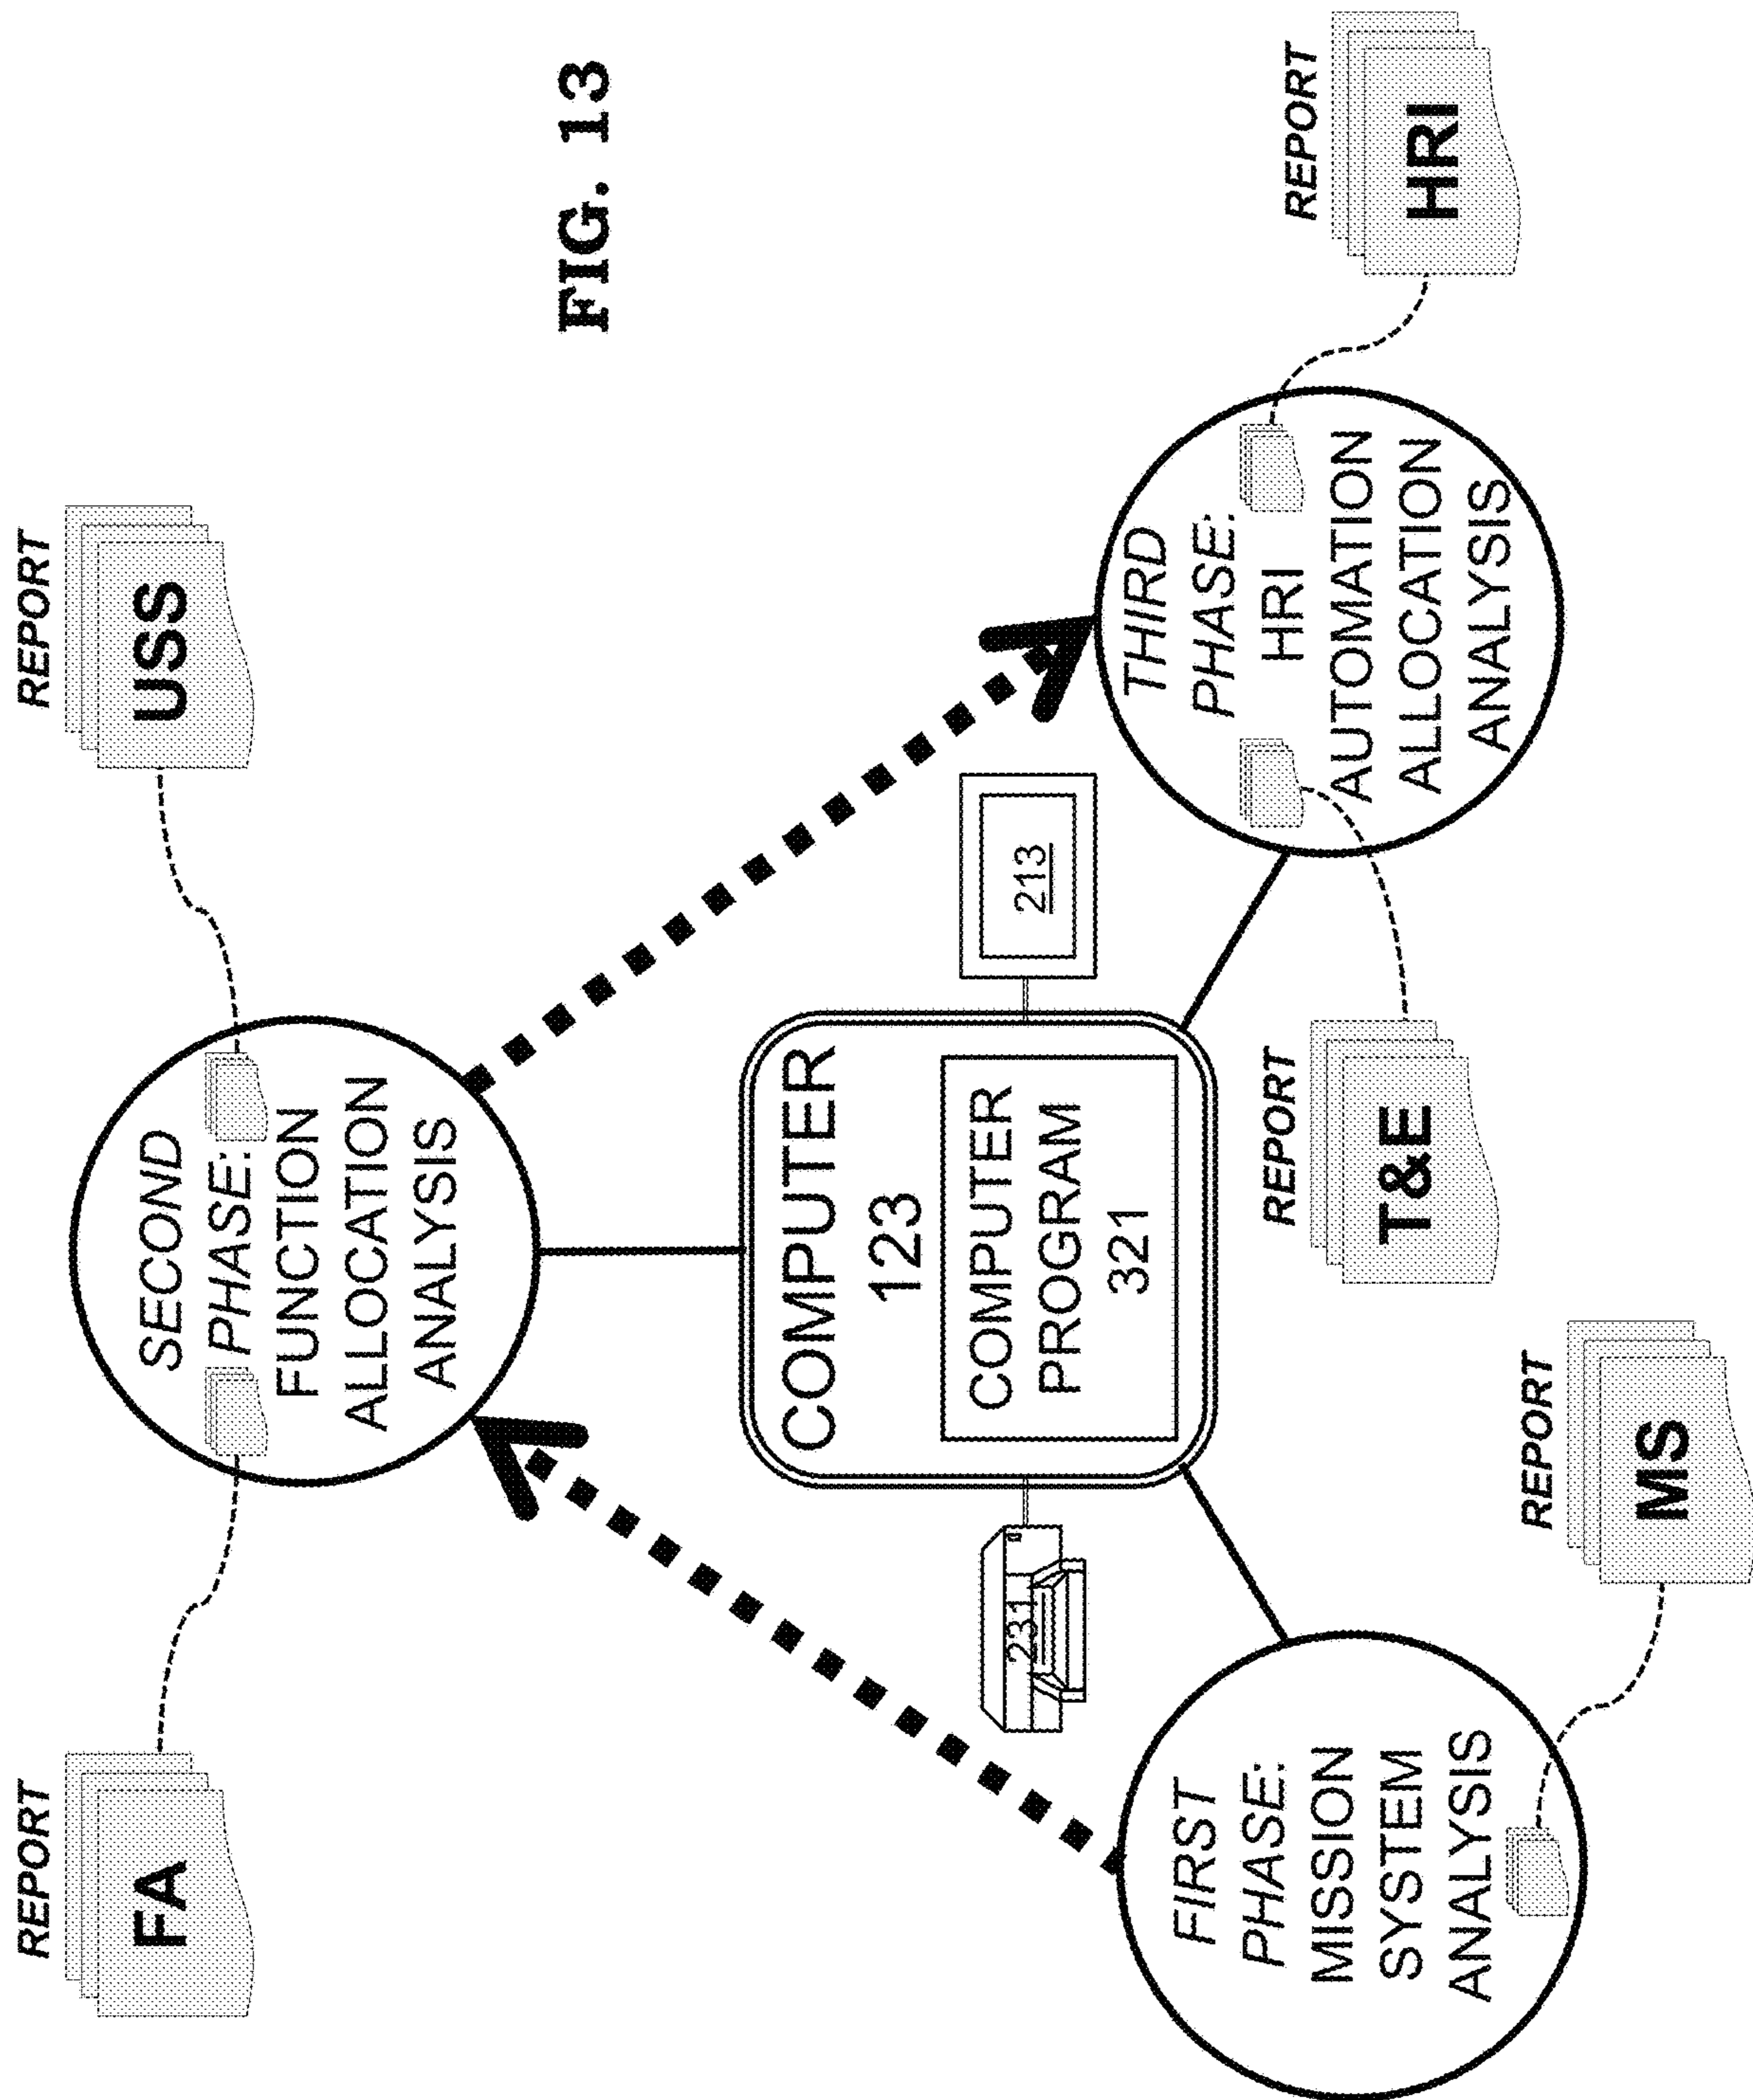 REPORT
FA
REPORT
USS
SECOND
PHASE:
FUNCTION
ALLOCATION
ANALYSIS
FIG. 13
COMPUTER
123
COMPUTER
PROGRAM
321
231
213
FIRST
PHASE:
MISSION
SYSTEM
ANALYSIS
REPORT
MS
REPORT
T&E
THIRD
PHASE:
HRI
AUTOMATION
ALLOCATION
ANALYSIS
REPORT
HRI